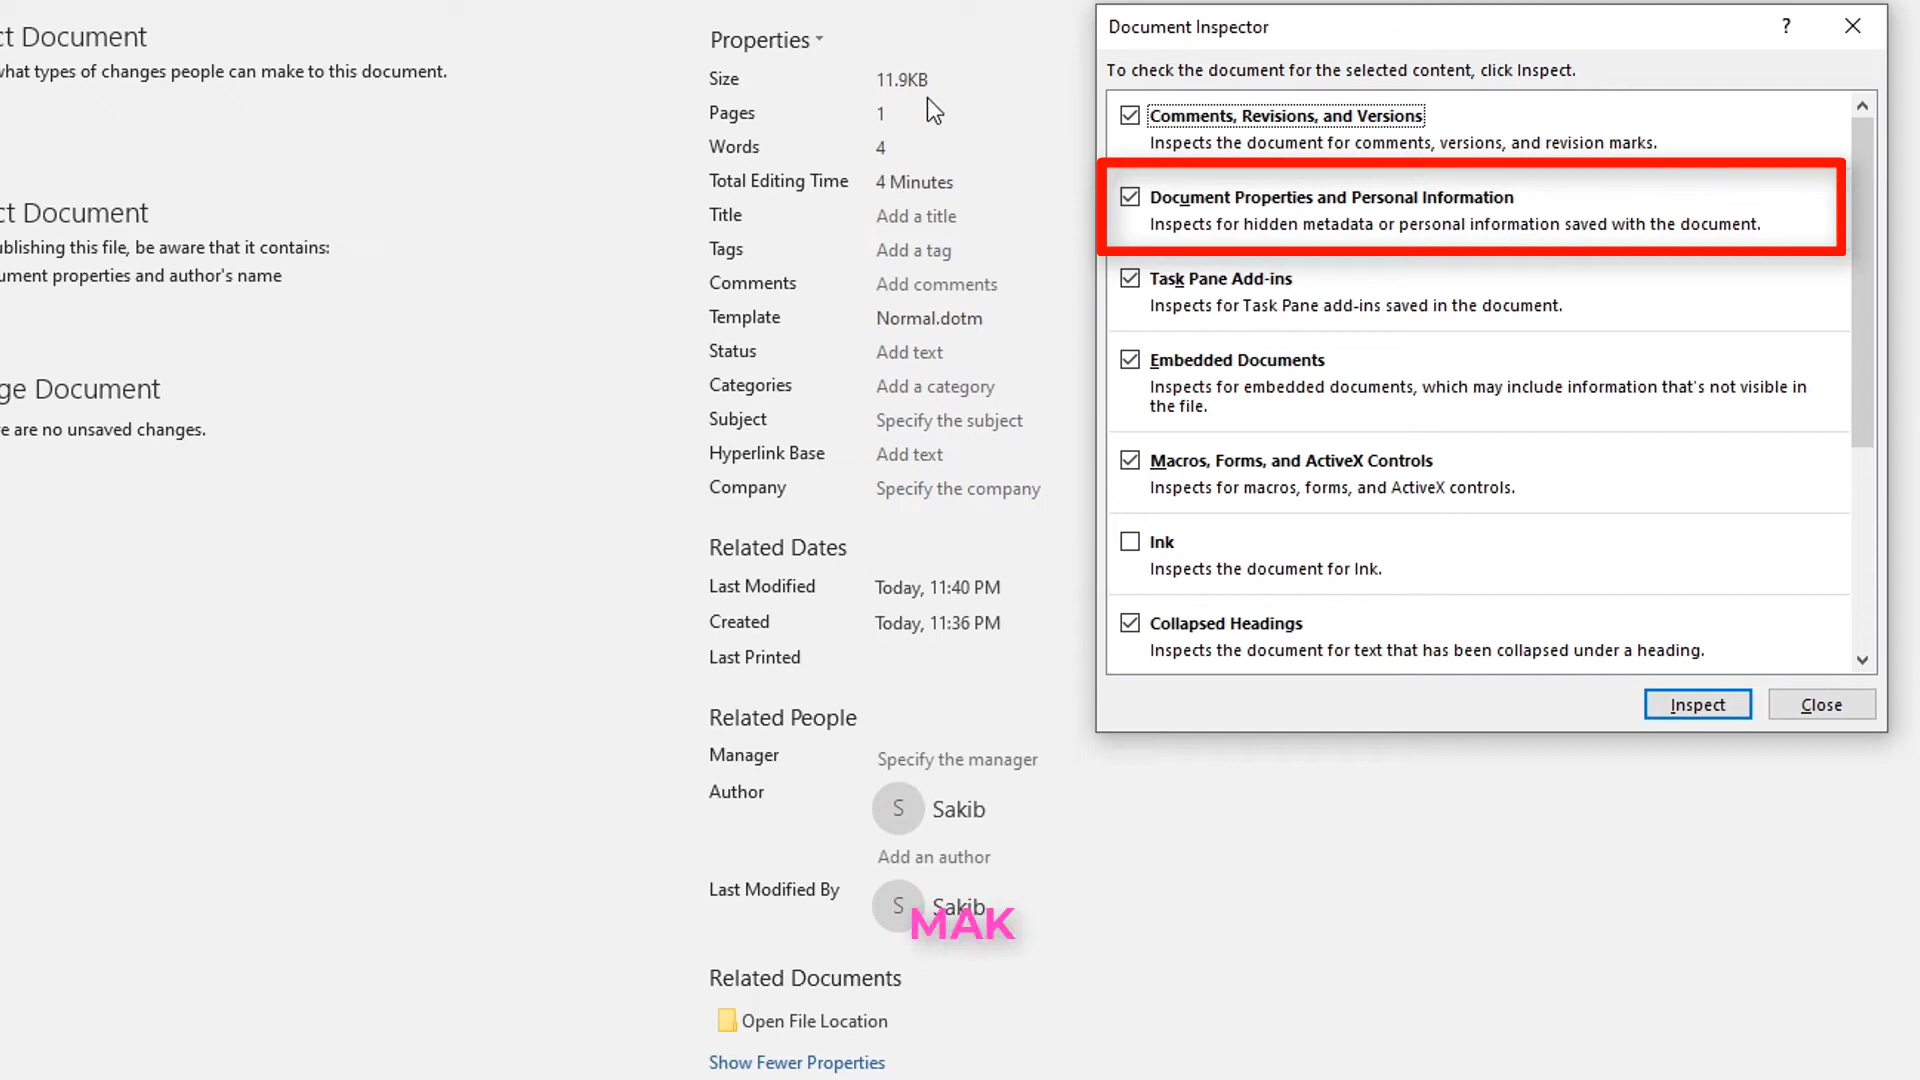 ct Document
what types of changes people can make to this document.
ct Document
ublishing this file, be aware that it contains:
ument properties and author's name
ge Document
e are no unsaved changes.
Properties
Size 11.9KB
Pages 1
Words 4
Total Editing Time 4 Minutes
Title Add a title
Tags Add a tag
Comments Add comments
Template Normal.dotm
Status Add text
Categories Add a category
Subject Specify the subject
Hyperlink Base Add text
Company Specify the company
Related Dates
Last Modified Today, 11:40 PM
Created Today, 11:36 PM
Last Printed
Related People
Manager Specify the manager
Author S Sakib
Add an author
Last Modified By S Sakib
MAK
Related Documents
Open File Location
Show Fewer Properties
Document Inspector ?
To check the document for the selected content, click Inspect.
Comments, Revisions, and Versions
Inspects the document for comments, versions, and revision marks.
Document Properties and Personal Information
Inspects for hidden metadata or personal information saved with the document.
Task Pane Add-ins
Inspects for Task Pane add-ins saved in the document.
Embedded Documents
Inspects for embedded documents, which may include information that's not visible in
the file.
Macros, Forms, and ActiveX Controls
Inspects for macros, forms, and ActiveX controls.
Ink
Inspects the document for Ink.
Collapsed Headings
Inspects the document for text that has been collapsed under a heading.
Inspect Close